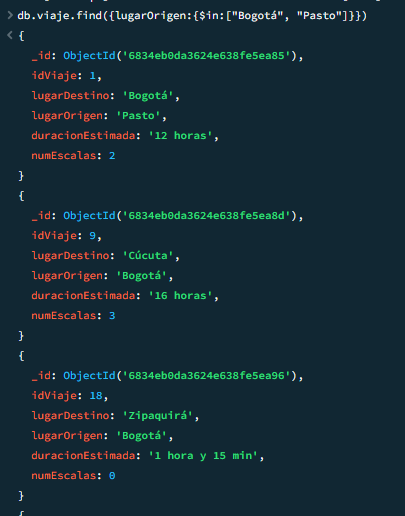 > db.viaje.find({lugarOrigen:{$in:["Bogotá", "Pasto"]}})
< {
_id: ObjectId('6834eb0da3624e638fe5ea85'),
idViaje: 1,
lugarDestino: 'Bogotá',
lugarOrigen: 'Pasto',
duracionEstimada: '12 horas',
numEscalas: 2
}
{
_id: ObjectId('6834eb0da3624e638fe5ea8d'),
idViaje: 9,
lugarDestino: 'Cúcuta',
lugarOrigen: 'Bogotá',
duracionEstimada: '16 horas',
numEscalas: 3
}
{
_id: ObjectId('6834eb0da3624e638fe5ea96'),
idViaje: 18,
lugarDestino: 'Zipaquirá',
lugarOrigen: 'Bogotá',
duracionEstimada: '1 hora y 15 min',
numEscalas: 0
}
{